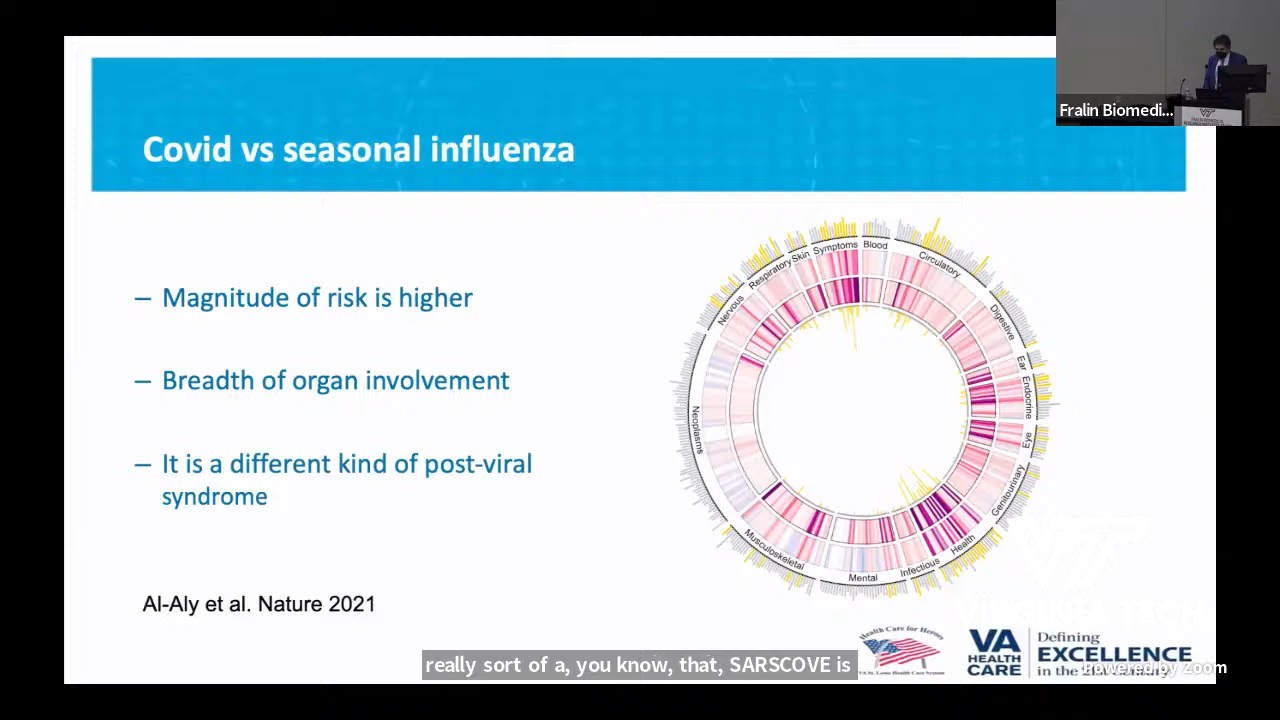 Fralin Biomedi...
Covid vs seasonal influenza
– Magnitude of risk is higher
– Breadth of organ involvement
– It is a different kind of post-viral
syndrome
Al-Aly et al. Nature 2021
Symptoms
Blood
Circulatory
Digestive
Ear
Endocrine
Eye
Genitourinary
Health
Infectious
Mental
Musculoskeletal
Neoplasms
Nervous
Respiratory
Skin
VIRGINIA TECH
Health Care for Heroes
VA
HEALTH
CARE
Defining
EXCELLENCE
in the 21st Century
Powered by Zoom
really sort of a, you know, that, SARSCOVE is